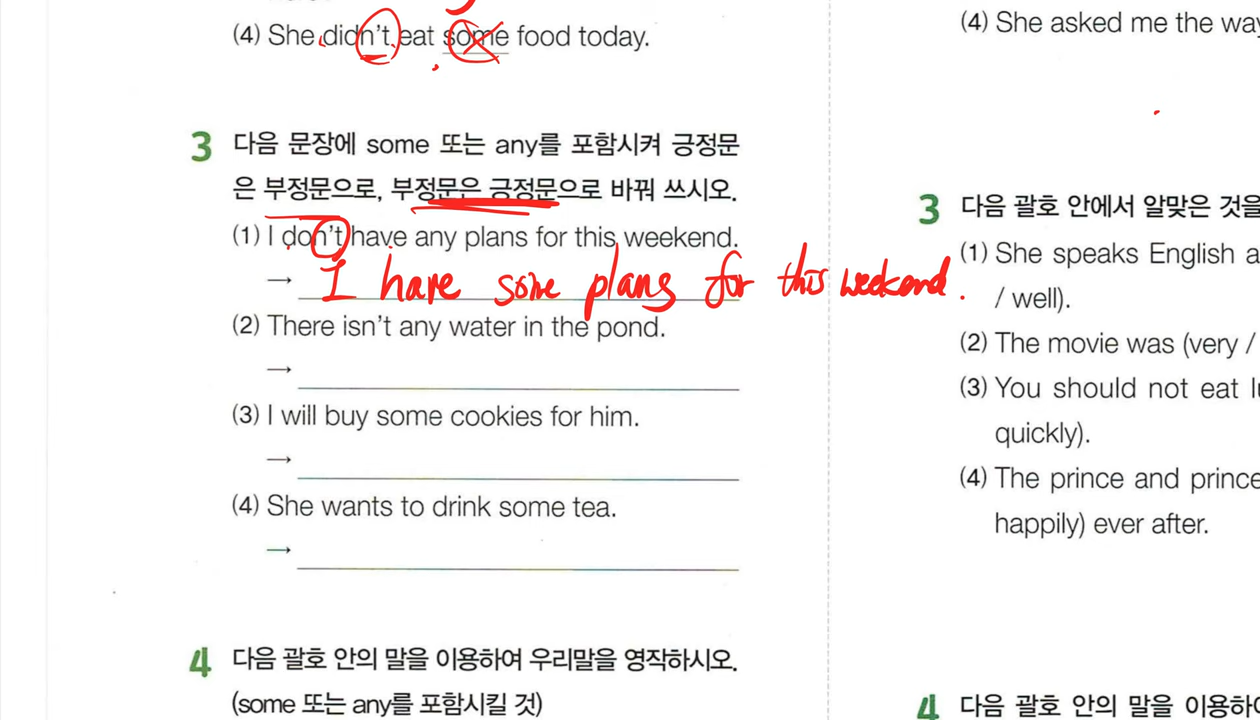 (4) She didn't eat some food today.
3 다음 문장에 some 또는 any를 포함시켜 긍정문
은 부정문으로, 부정문은 긍정문으로 바꿔 쓰시오.
(1) I don't have any plans for this weekend.
→ I have some plans for this weekend.
(2) There isn't any water in the pond.
→
(3) I will buy some cookies for him.
→
(4) She wants to drink some tea.
→
4 다음 괄호 안의 말을 이용하여 우리말을 영작하시오.
(some 또는 any를 포함시킬 것)
(4) She asked me the way
3 다음 괄호 안에서 알맞은 것을
(1) She speaks English a
/ well).
(2) The movie was (very /
(3) You should not eat
quickly).
(4) The prince and prince
happily) ever after.
4 다음 괄호 안의 말을 이용하여